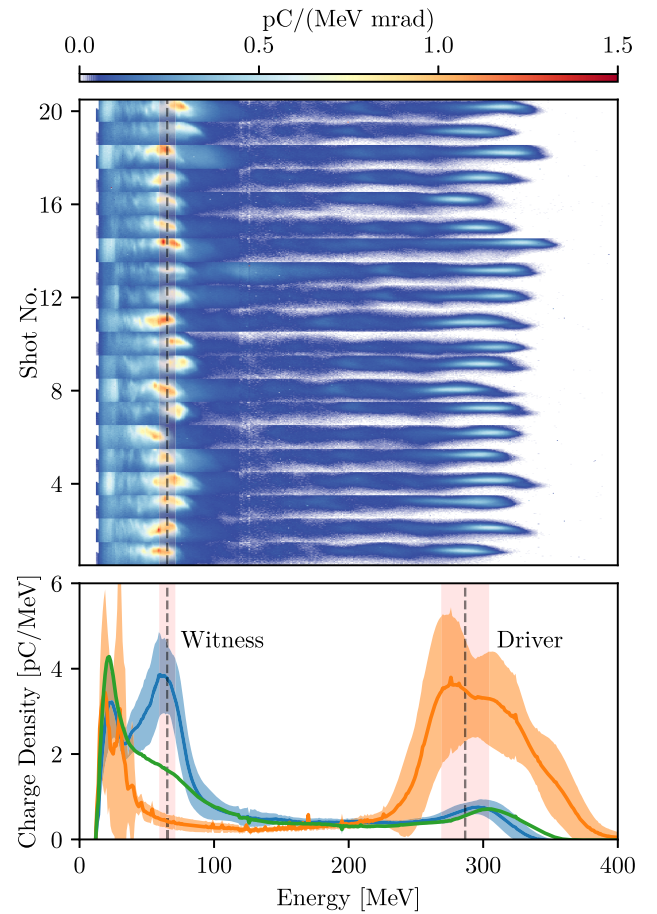 pC/(MeV mrad)
0.0 0.5 1.0 1.5
20
16
12
8
4
Shot No.
6
4
2
0
Charge Density [pC/MeV]
Witness Driver
0 100 200 300 400
Energy [MeV]